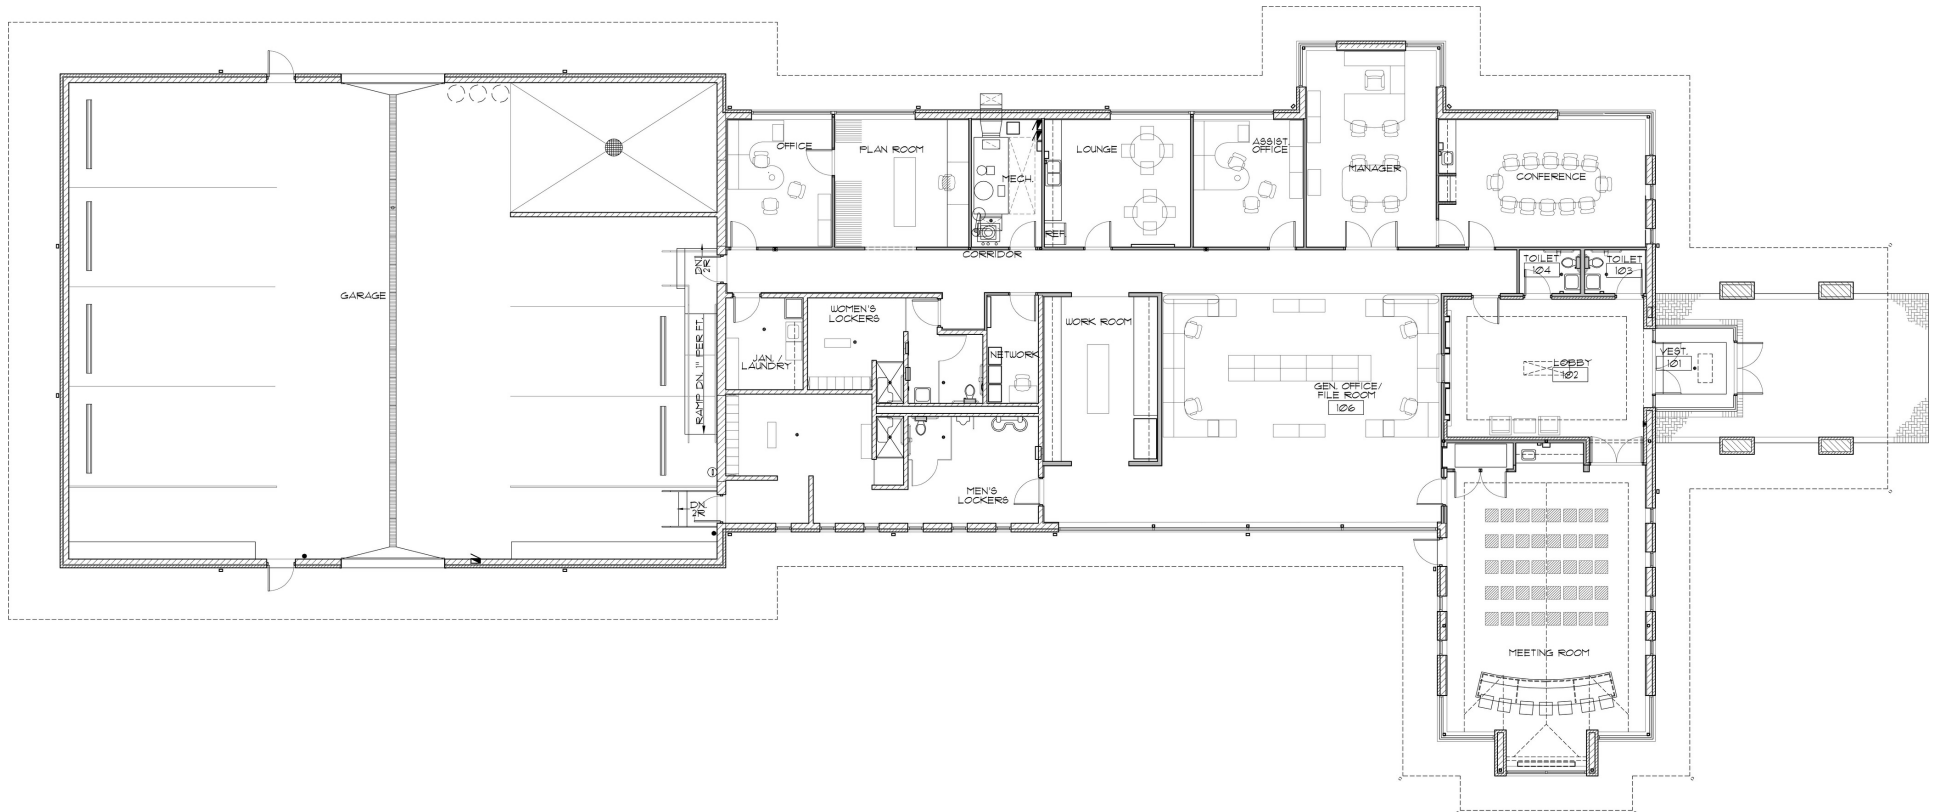 OFFICE
PLAN ROOM
MECH.
LOUNGE
REF.
ASSIST.
OFFICE
MANAGER
CONFERENCE
CORRIDOR
TOILET
104
TOILET
103
DN.
2R
GARAGE
RAMP DN. 1" PER FT.
DN.
2R
JAN. /
LAUNDRY
WOMEN'S
LOCKERS
NETWORK
MEN'S
LOCKERS
WORK ROOM
GEN. OFFICE/
FILE ROOM
106
LOBBY
102
VEST.
101
MEETING ROOM